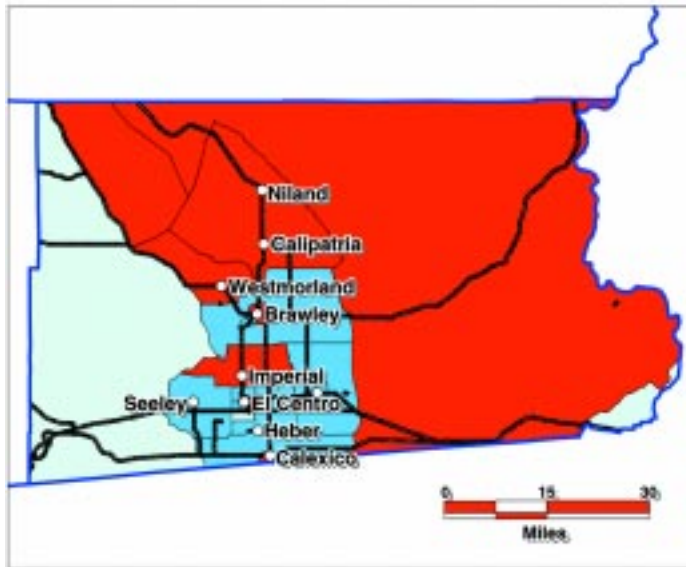 Niland
Calipatria
Westmorland
Brawley
Imperial
Seeley
El Centro
Heber
Calexico
0 15 30
Miles